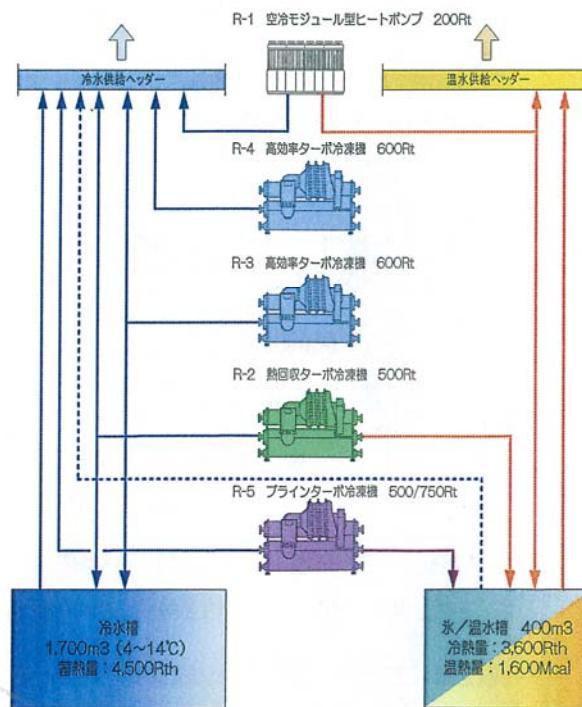 R-1 空冷モジュール型ヒートポンプ 200Rt
冷水供給ヘッダー
温水供給ヘッダー
R-4 高効率ターボ冷凍機 600Rt
R-3 高効率ターボ冷凍機 600Rt
R-2 熱回収ターボ冷凍機 500Rt
R-5 ブラインターボ冷凍機 500/750Rt
冷水槽
1,700m3（4～14℃）
蓄熱量：4,500Rth
氷／温水槽 400m3
冷熱量：3,600Rth
温熱量：1,600Mcal